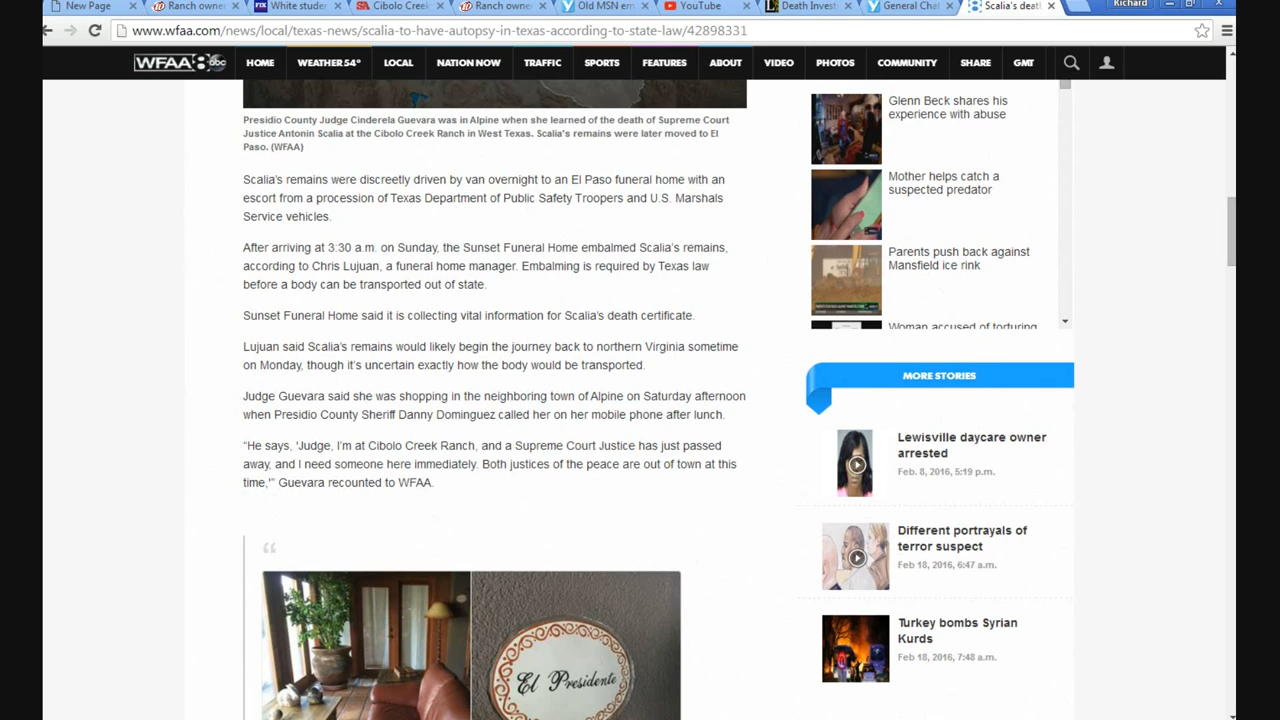 New Page
Ranch owner
White studer
Cibolo Creek
Ranch owner
Old MSN em
YouTube
Death Investi
General Chat
Scalia's deat
Richard
www.wfaa.com/news/local/texas-news/scalia-to-have-autopsy-in-texas-according-to-state-law/42898331
WFAA 8 abc
HOME
WEATHER 54°
LOCAL
NATION NOW
TRAFFIC
SPORTS
FEATURES
ABOUT
VIDEO
PHOTOS
COMMUNITY
SHARE
GMT
Presidio County Judge Cinderela Guevara was in Alpine when she learned of the death of Supreme Court
Justice Antonin Scalia at the Cibolo Creek Ranch in West Texas. Scalia's remains were later moved to El
Paso. (WFAA)
Scalia's remains were discreetly driven by van overnight to an El Paso funeral home with an
escort from a procession of Texas Department of Public Safety Troopers and U.S. Marshals
Service vehicles.
After arriving at 3:30 a.m. on Sunday, the Sunset Funeral Home embalmed Scalia's remains,
according to Chris Lujuan, a funeral home manager. Embalming is required by Texas law
before a body can be transported out of state.
Sunset Funeral Home said it is collecting vital information for Scalia's death certificate.
Lujuan said Scalia's remains would likely begin the journey back to northern Virginia sometime
on Monday, though it's uncertain exactly how the body would be transported.
Judge Guevara said she was shopping in the neighboring town of Alpine on Saturday afternoon
when Presidio County Sheriff Danny Dominguez called her on her mobile phone after lunch.
“He says, 'Judge, I'm at Cibolo Creek Ranch, and a Supreme Court Justice has just passed
away, and I need someone here immediately. Both justices of the peace are out of town at this
time,'” Guevara recounted to WFAA.
“
El Presidente
Glenn Beck shares his
experience with abuse
Mother helps catch a
suspected predator
Parents push back against
Mansfield ice rink
Woman accused of torturing
MORE STORIES
Lewisville daycare owner
arrested
Feb. 8, 2016, 5:19 p.m.
Different portrayals of
terror suspect
Feb 18, 2016, 6:47 a.m.
Turkey bombs Syrian
Kurds
Feb 18, 2016, 7:48 a.m.